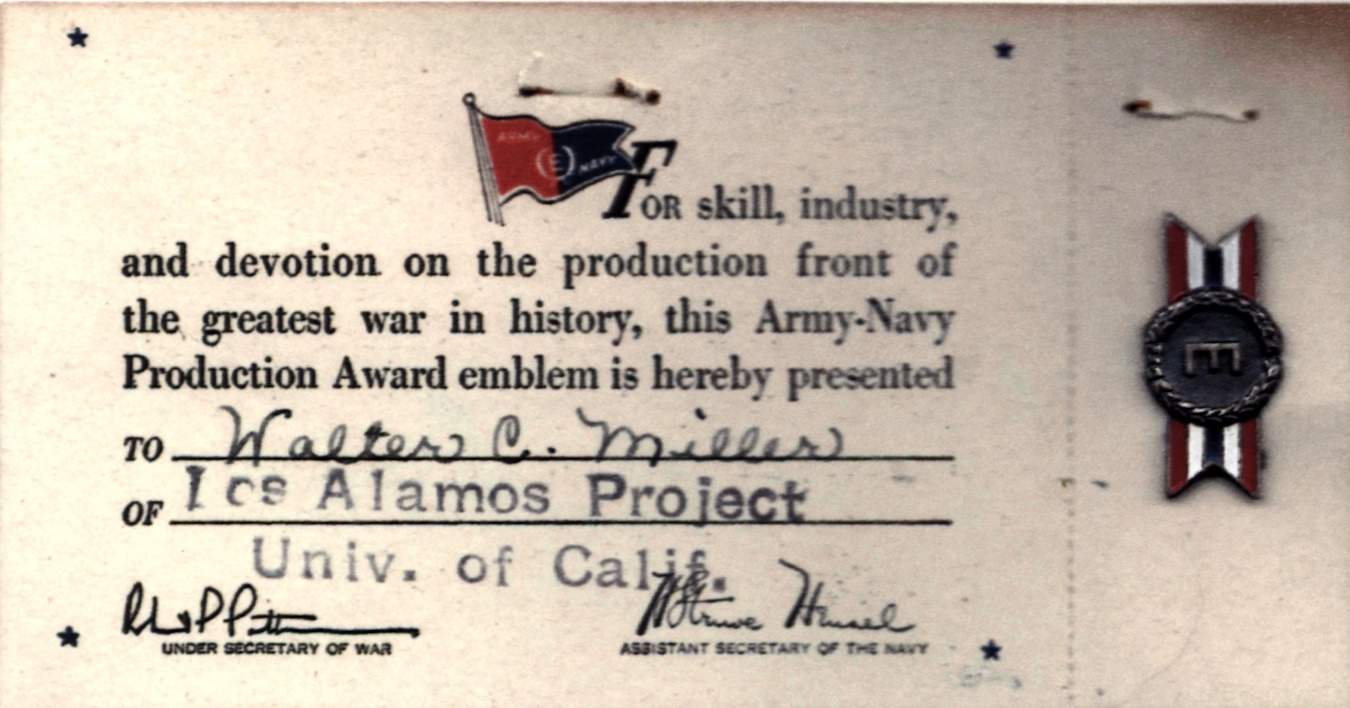 ARMY
E NAVY
FOR skill, industry,
and devotion on the production front of
the greatest war in history, this Army-Navy
Production Award emblem is hereby presented
TO Walter C. Miller
OF Los Alamos Project
Univ. of Calif.
UNDER SECRETARY OF WAR
ASSISTANT SECRETARY OF THE NAVY
E